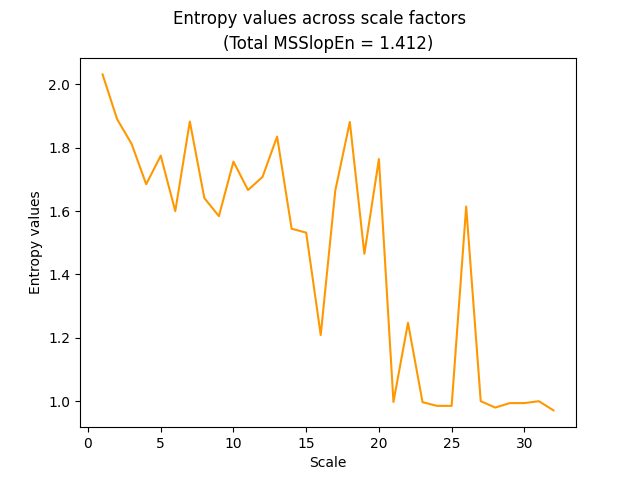 Entropy values across scale factors
(Total MSSlopEn = 1.412)
2.0
1.8
1.6
1.4
1.2
1.0
Entropy values
0 5 10 15 20 25 30
Scale